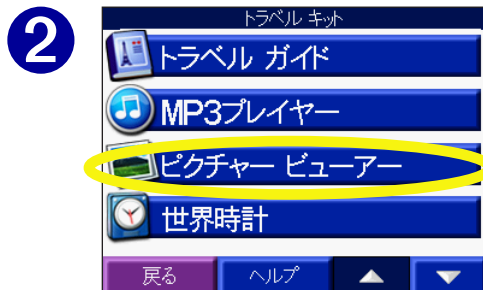 2
トラベル キット
トラベル ガイド
MP3プレイヤー
ピクチャー ビューアー
世界時計
戻る
ヘルプ